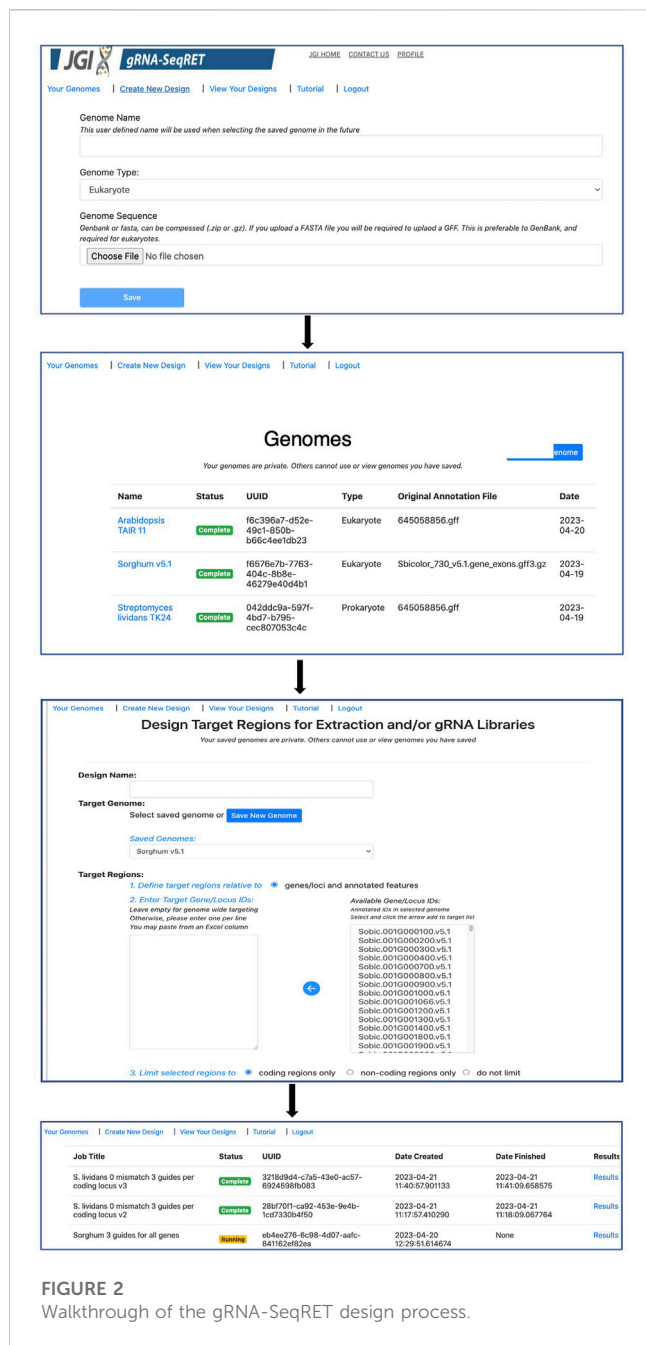 JGI gRNA-SeqRET JGI HOME CONTACT US PROFILE
Your Genomes | Create New Design | View Your Designs | Tutorial | Logout
Genome Name
This user defined name will be used when selecting the saved genome in the future
Genome Type:
Eukaryote
Genome Sequence
Genbank or fasta, can be compessed (.zip or .gz). If you upload a FASTA file you will be required to uplaod a GFF. This is preferable to GenBank, and
required for eukaryotes.
Choose File No file chosen
Save
Your Genomes | Create New Design | View Your Designs | Tutorial | Logout
Genomes
enome
Your genomes are private. Others cannot use or view genomes you have saved.
Name Status UUID Type Original Annotation File Date
Arabidopsis TAIR 11 Complete f6c396a7-d52e-49c1-850b-b66c4ee1db23 Eukaryote 645058856.gff 2023-04-20
Sorghum v5.1 Complete f6576e7b-7763-404c-8b8e-46279e40d4b1 Eukaryote Sbicolor_730_v5.1.gene_exons.gff3.gz 2023-04-19
Streptomyces lividans TK24 Complete 042ddc9a-597f-4bd7-b795-cec807053c4c Prokaryote 645058856.gff 2023-04-19
Your Genomes | Create New Design | View Your Designs | Tutorial | Logout
Design Target Regions for Extraction and/or gRNA Libraries
Your saved genomes are private. Others cannot use or view genomes you have saved
Design Name:
Target Genome:
Select saved genome or Save New Genome
Saved Genomes:
Sorghum v5.1
Target Regions:
1. Define target regions relative to genes/loci and annotated features
2. Enter Target Gene/Locus IDs:
Leave empty for genome wide targeting
Otherwise, please enter one per line
You may paste from an Excel column
Available Gene/Locus IDs:
Annotated IDs in selected genome
Select and click the arrow add to target list
Sobic.001G000100.v5.1
Sobic.001G000200.v5.1
Sobic.001G000300.v5.1
Sobic.001G000400.v5.1
Sobic.001G000700.v5.1
Sobic.001G000800.v5.1
Sobic.001G000900.v5.1
Sobic.001G001000.v5.1
Sobic.001G001066.v5.1
Sobic.001G001200.v5.1
Sobic.001G001300.v5.1
Sobic.001G001400.v5.1
Sobic.001G001800.v5.1
Sobic.001G001900.v5.1
3. Limit selected regions to coding regions only non-coding regions only do not limit
Your Genomes | Create New Design | View Your Designs | Tutorial | Logout
Job Title Status UUID Date Created Date Finished Results
S. lividans 0 mismatch 3 guides per coding locus v3 Complete 3218d9d4-c7a5-43e0-ac57-6924598fb083 2023-04-21 11:40:57.901133 2023-04-21 11:41:09.658575 Results
S. lividans 0 mismatch 3 guides per coding locus v2 Complete 28bf70f1-ca92-453e-9e4b-1cd7330b4f50 2023-04-21 11:17:57.410290 2023-04-21 11:18:09.067764 Results
Sorghum 3 guides for all genes Running eb4ee276-6c98-4d07-aafc-841162ef82ea 2023-04-20 12:29:51.614674 None Results
FIGURE 2
Walkthrough of the gRNA-SeqRET design process.